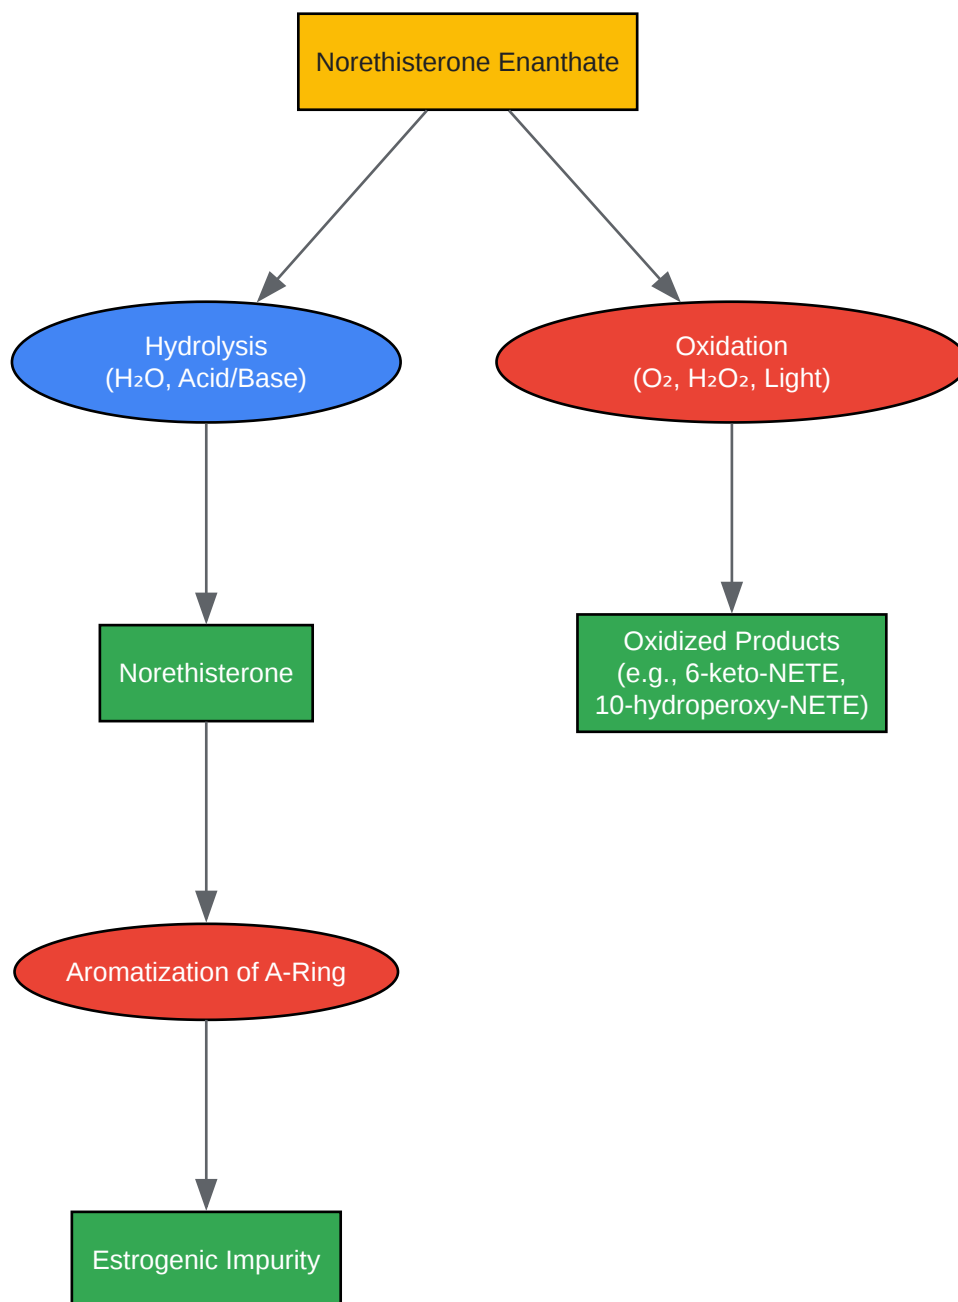 Norethisterone Enanthate
Hydrolysis
(H₂O, Acid/Base)
Oxidation
(O₂, H₂O₂, Light)
Norethisterone
Oxidized Products
(e.g., 6-keto-NETE,
10-hydroperoxy-NETE)
Aromatization of A-Ring
Estrogenic Impurity